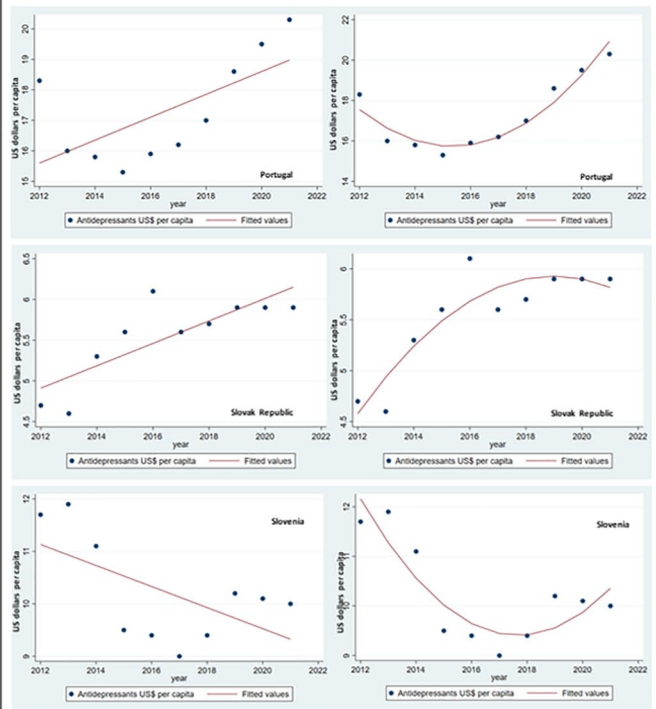 US dollars per capita
20
19
18
17
16
15
Portugal
2012 2014 2016 2018 2020 2022
year
Antidepressants US$ per capita Fitted values
US dollars per capita
22
20
18
16
14
Portugal
2012 2014 2016 2018 2020 2022
year
Antidepressants US$ per capita Fitted values
US dollars per capita
6.5
6
5.5
5
4.5
Slovak Republic
2012 2014 2016 2018 2020 2022
year
Antidepressants US$ per capita Fitted values
US dollars per capita
6
5.5
5
4.5
Slovak Republic
2012 2014 2016 2018 2020 2022
year
Antidepressants US$ per capita Fitted values
US dollars per capita
12
11
10
9
Slovenia
2012 2014 2016 2018 2020 2022
year
Antidepressants US$ per capita Fitted values
US dollars per capita
12
11
10
9
Slovenia
2012 2014 2016 2018 2020 2022
year
Antidepressants US$ per capita Fitted values